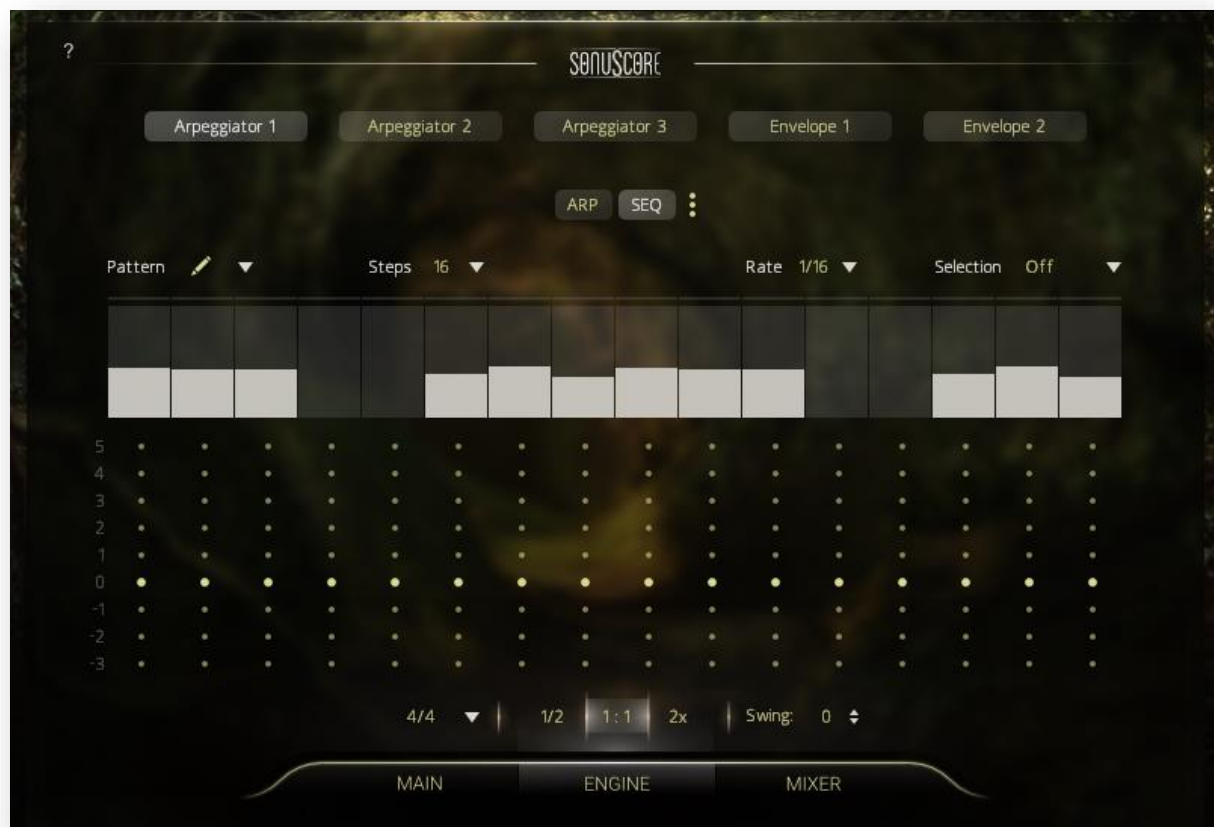 ?
SONUSCORE
Arpeggiator 1 Arpeggiator 2 Arpeggiator 3 Envelope 1 Envelope 2
ARP SEQ
Pattern Steps 16 Rate 1/16 Selection Off
5
4
3
2
1
0
-1
-2
-3
4/4 1/2 1:1 2x Swing: 0
MAIN ENGINE MIXER